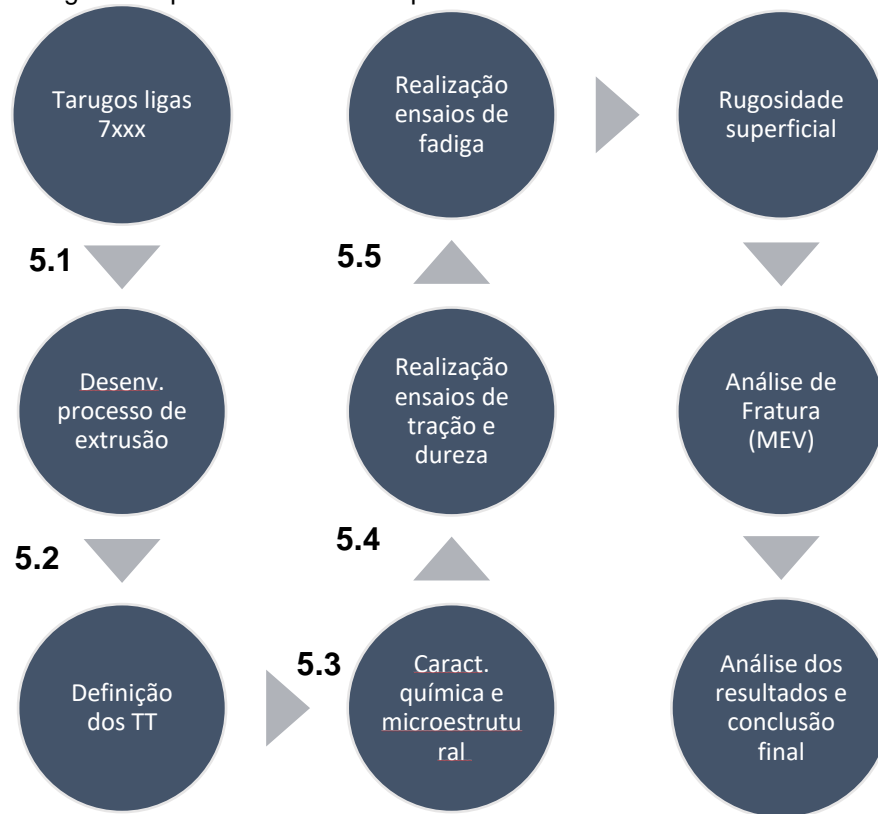 Tarugos ligas
7xxx
5.1
Desenv.
processo de
extrusão
5.2
Definição
dos TT
5.3
Caract.
química e
microestrutu
ral
5.4
Realização
ensaios de
tração e
dureza
5.5
Realização
ensaios de
fadiga
Rugosidade
superficial
Análise de
Fratura
(MEV)
Análise dos
resultados e
conclusão
final